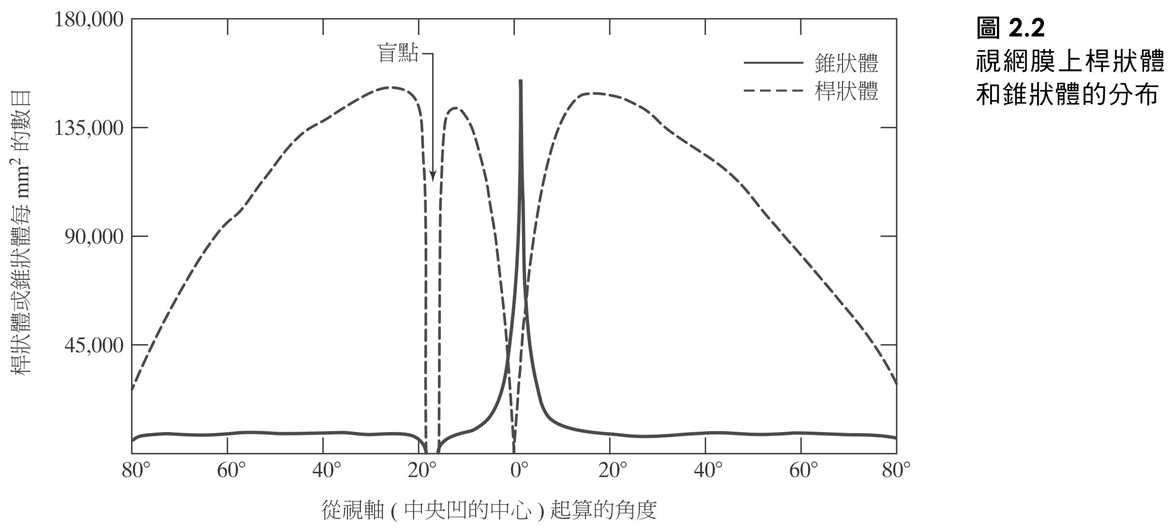 180,000
135,000
90,000
45,000
桿狀體或錐狀體每 mm² 的數目
盲點
錐狀體
桿狀體
80° 60° 40° 20° 0° 20° 40° 60° 80°
從視軸 ( 中央凹的中心 ) 起算的角度
圖 2.2
視網膜上桿狀體
和錐狀體的分布